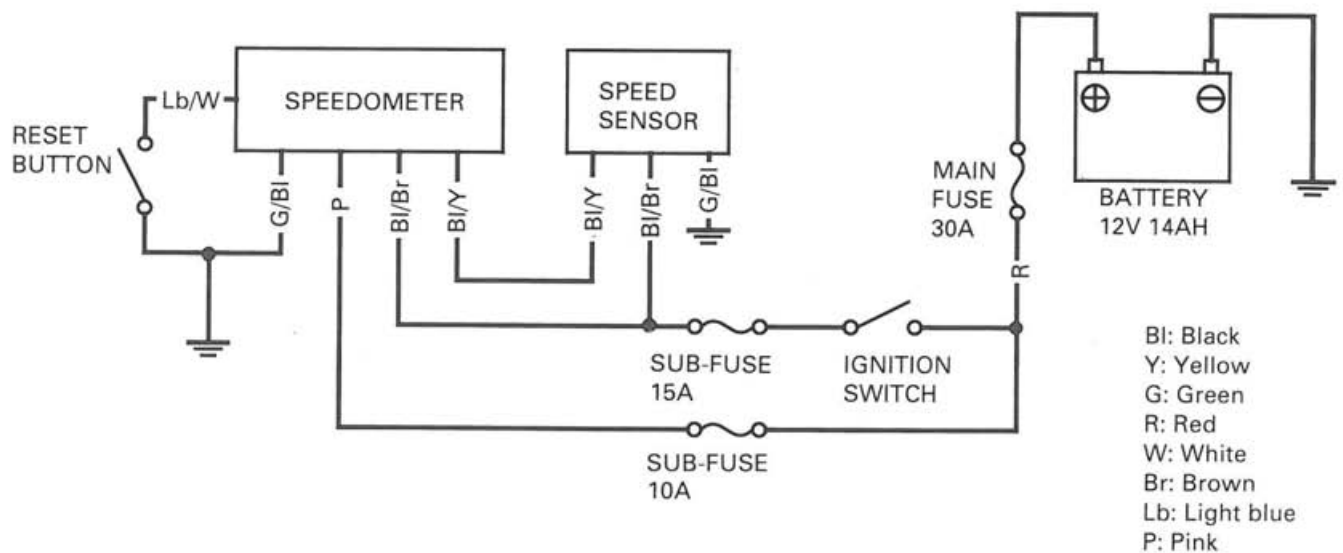 Lb/W
SPEEDOMETER
SPEED
SENSOR
RESET
BUTTON
G/Bl
P
Bl/Br
Bl/Y
Bl/Y
Bl/Br
G/Bl
MAIN
FUSE
30A
BATTERY
12V 14AH
R
SUB-FUSE
15A
IGNITION
SWITCH
SUB-FUSE
10A
Bl: Black
Y: Yellow
G: Green
R: Red
W: White
Br: Brown
Lb: Light blue
P: Pink